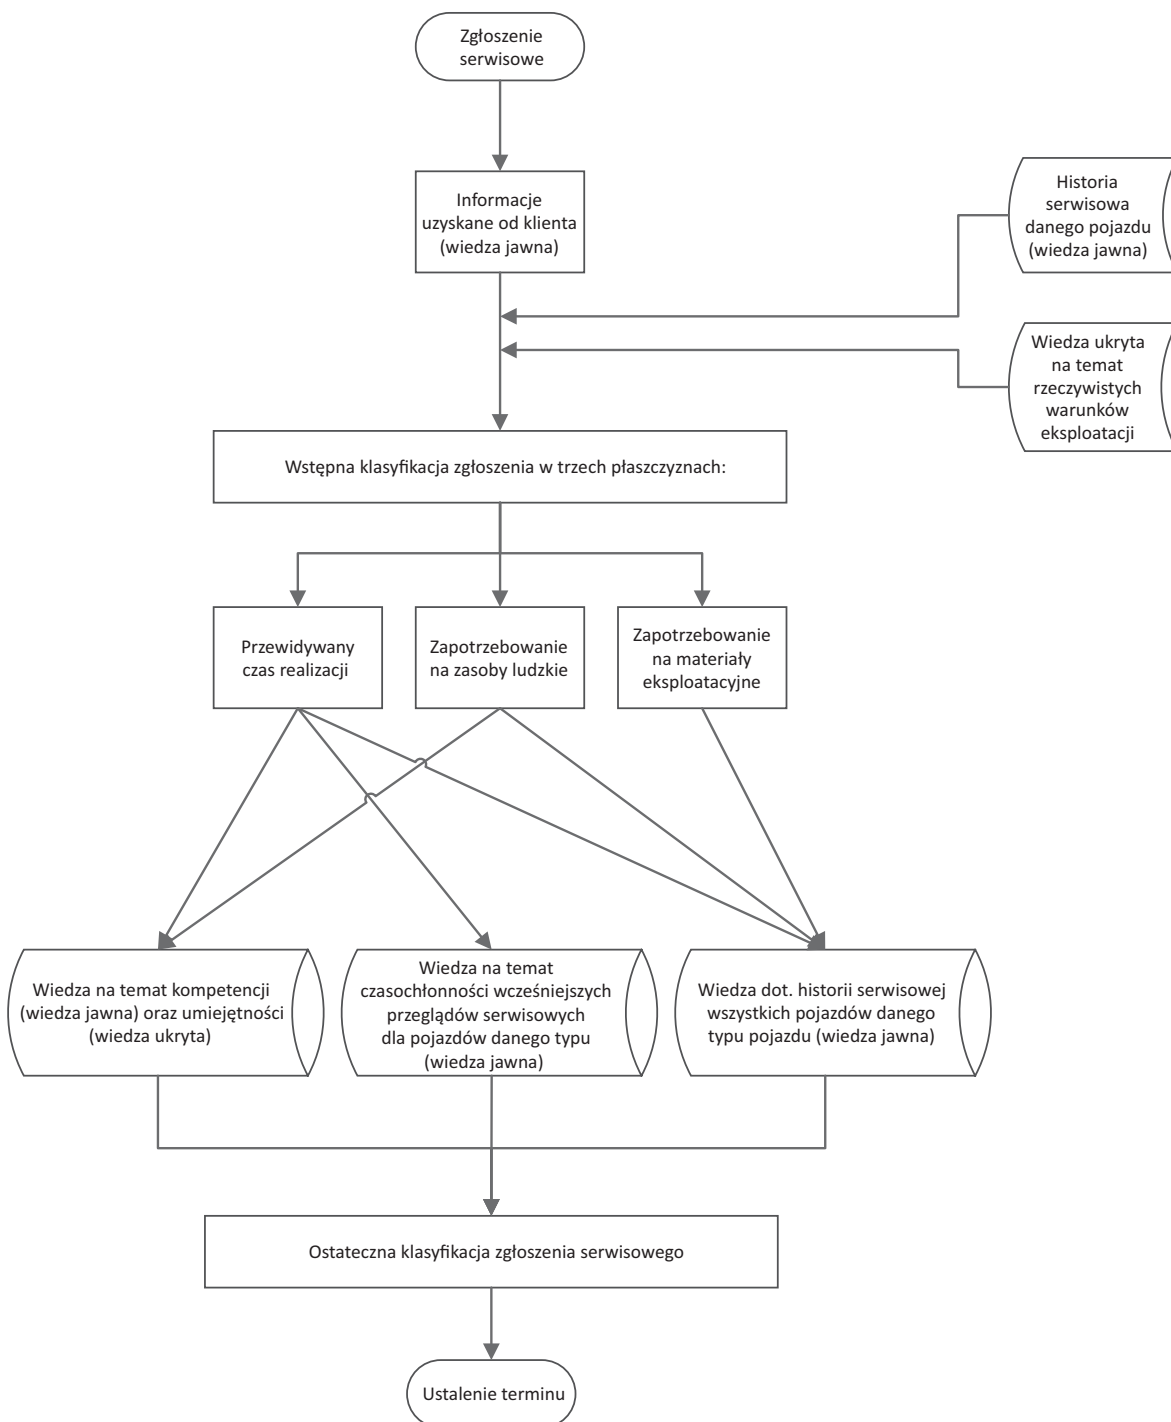 Zgłoszenie
serwisowe
Informacje
uzyskane od klienta
(wiedza jawna)
Historia
serwisowa
danego pojazdu
(wiedza jawna)
Wiedza ukryta
na temat
rzeczywistych
warunków
eksploatacji
Wstępna klasyfikacja zgłoszenia w trzech płaszczyznach:
Przewidywany
czas realizacji
Zapotrzebowanie
na zasoby ludzkie
Zapotrzebowanie
na materiały
eksploatacyjne
Wiedza na temat kompetencji
(wiedza jawna) oraz umiejętności
(wiedza ukryta)
Wiedza na temat
czasochłonności wcześniejszych
przeglądów serwisowych
dla pojazdów danego typu
(wiedza jawna)
Wiedza dot. historii serwisowej
wszystkich pojazdów danego
typu pojazdu (wiedza jawna)
Ostateczna klasyfikacja zgłoszenia serwisowego
Ustalenie terminu